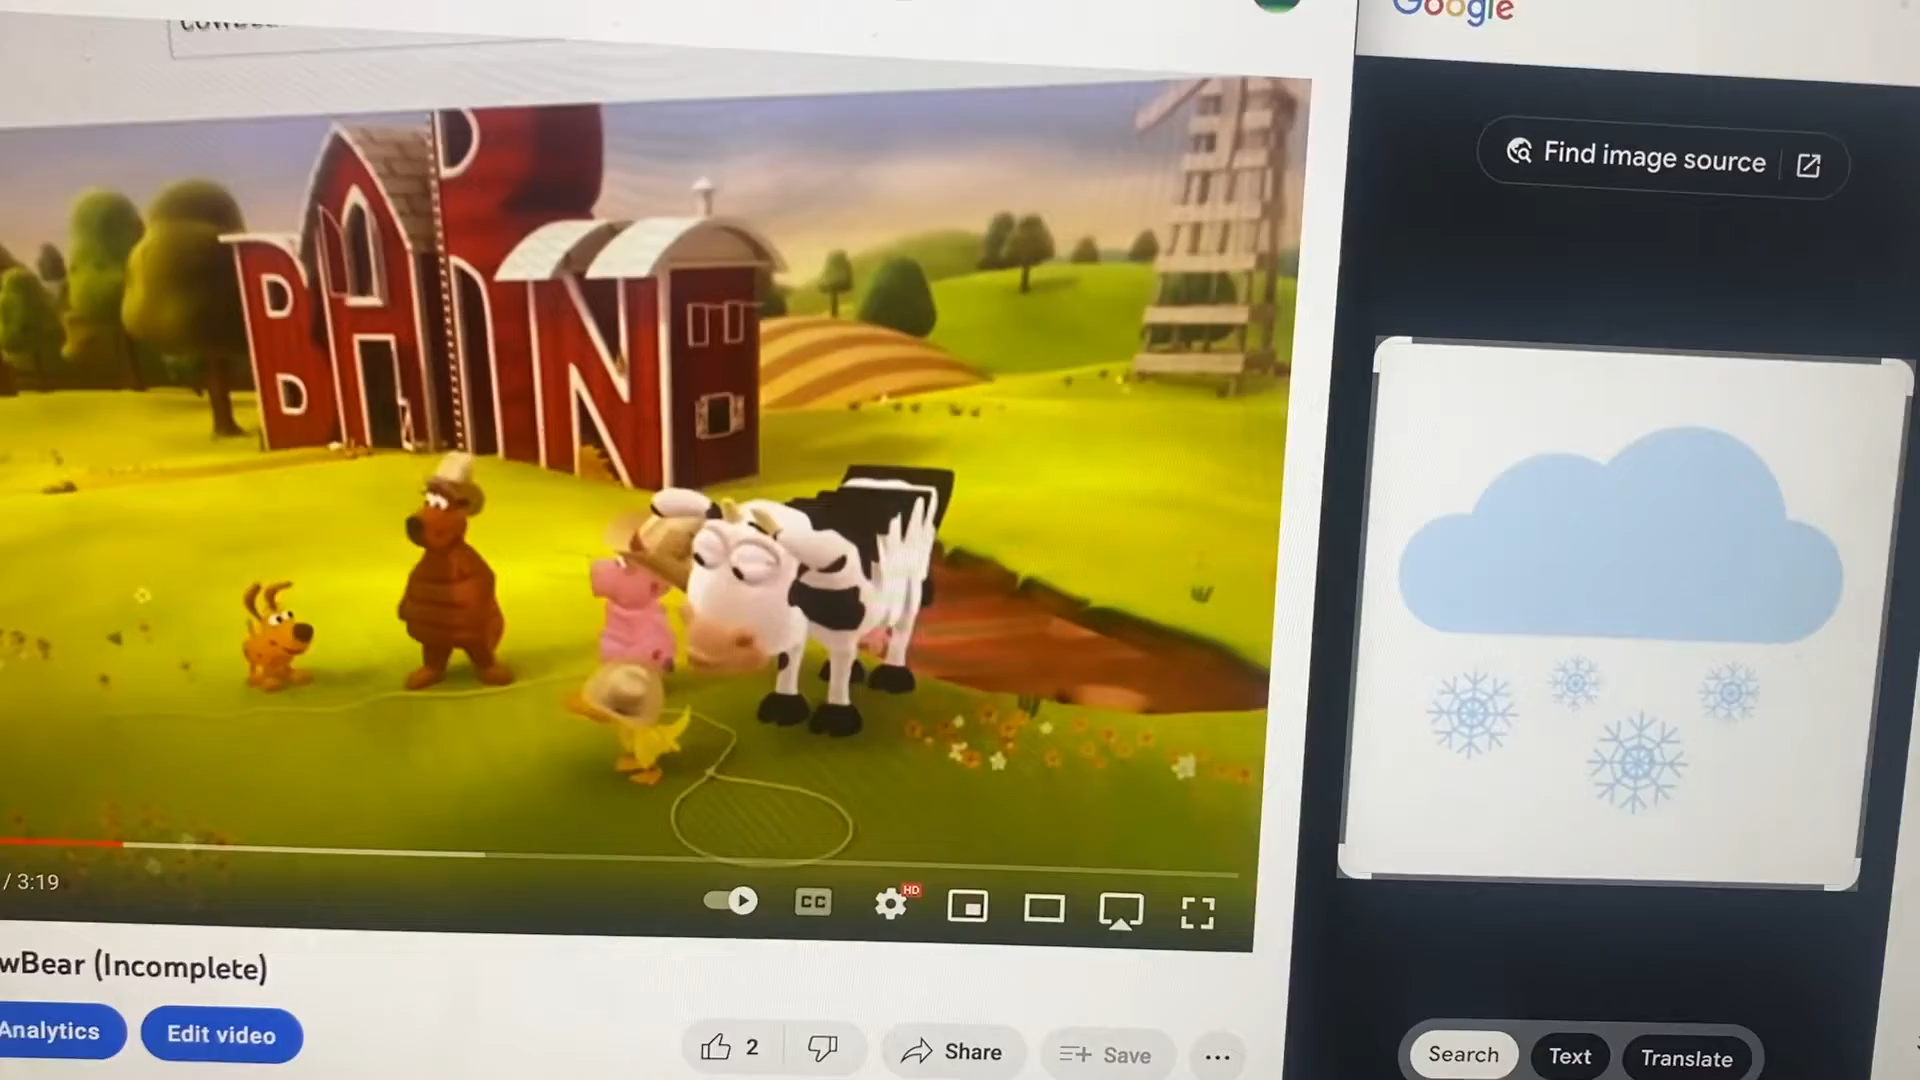 Google
Find image source
BARN
/ 3:19
CC
HD
wBear (Incomplete)
Analytics
Edit video
2
Share
Save
Search
Text
Translate